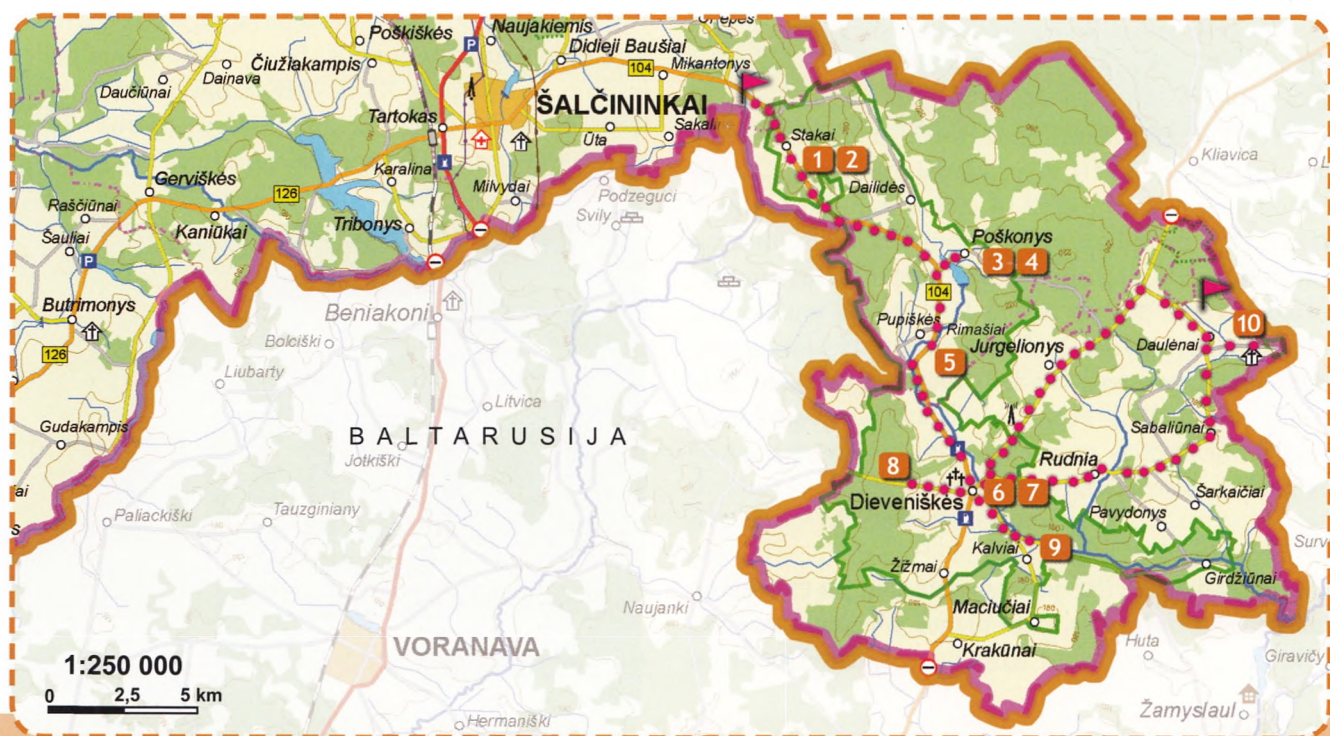 Poškiškės
Naujakiemis
Čiužiakampis
Dainava
Daučiūnai
P
Didieji Baušiai
104
Mikantonys
ŠALČININKAI
Tartokas
Ūta
Stakai
1 2
Dailidės
Kliavica
Gerviškės
126
Karalina
Milvydai
Podzeguci
Svily
Raščiūnai
Kaniūkai
Tribonys
Šauliai
P
Poškonys
3 4
104
Butrimonys
126
Beniakoni
Bolciški
Liubarty
Pupiškės
Rimašiai
Jurgelionys
5
Daulėnai
10
Litvica
BALTARUSIJA
Jotkiški
Gudakampis
Sabaliūnai
8
Rudnia
Dieveniškės
6 7
Šarkaičiai
Pavydonys
Paliackiški
Tauzginiany
Kalviai
9
Žižmai
Girdžiūnai
Naujanki
Maciučiai
VORANAVA
Krakūnai
Huta
Giravičy
Žamyslaul
Hermaniški
1:250 000
0 2,5 5 km